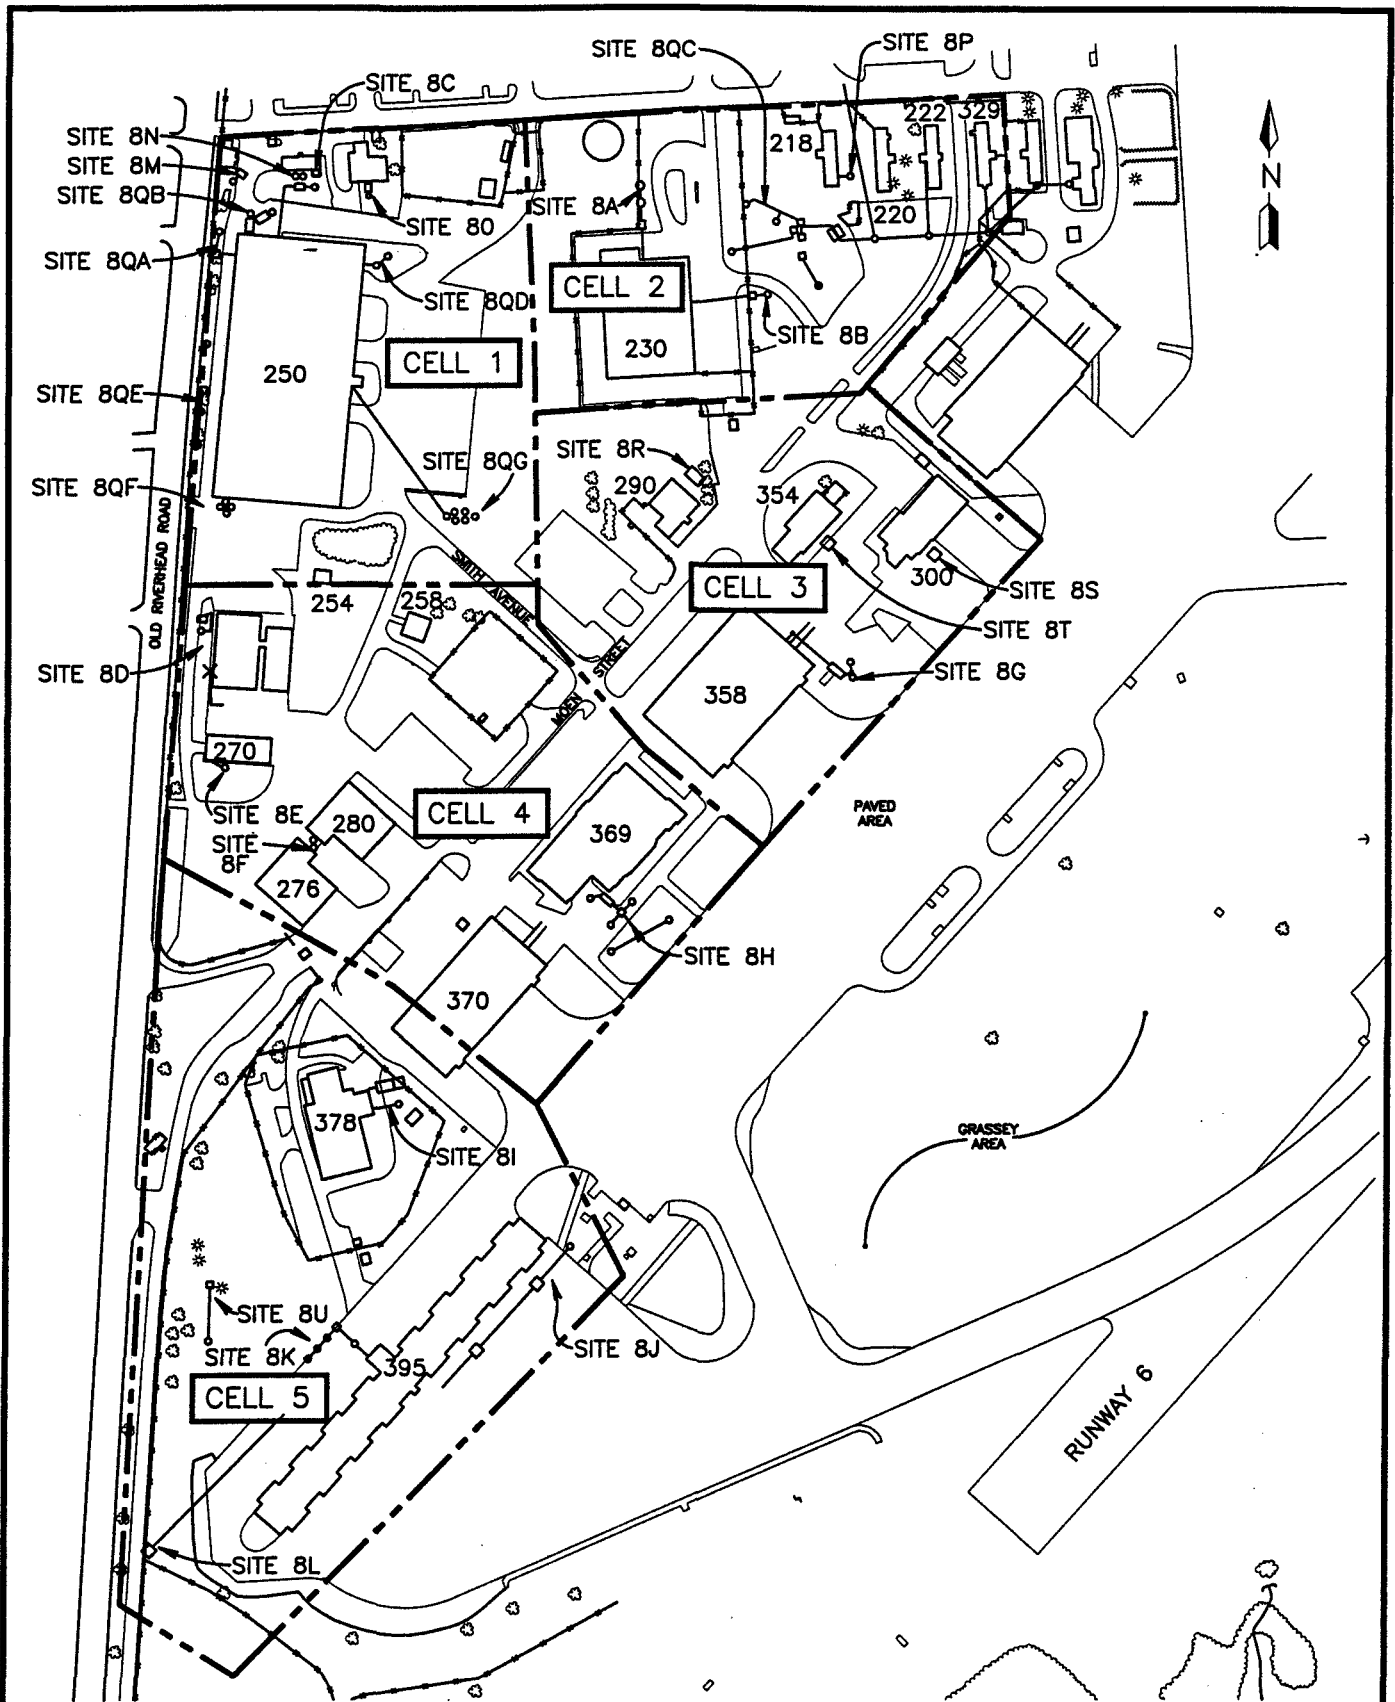 SITE 8QC
SITE 8P
SITE 8C
SITE 8N
SITE 8M
SITE 8QB
SITE 8QA
SITE 80
SITE 8A
218
222
329
220
N
SITE 8QD
CELL 2
SITE 8B
230
CELL 1
250
SITE 8QE
SITE 8QF
SITE 8QG
SITE 8R
290
354
300
SITE 8S
SITE 8T
SITE 8G
CELL 3
358
OLD RIVERHEAD ROAD
SMITH AVENUE
MOEN STREET
254
258
SITE 8D
270
SITE 8E
SITE
8F
280
276
CELL 4
369
PAVED
AREA
SITE 8H
370
378
SITE 8I
GRASSEY
AREA
SITE 8U
SITE 8K
395
SITE 8J
CELL 5
RUNWAY 6
SITE 8L